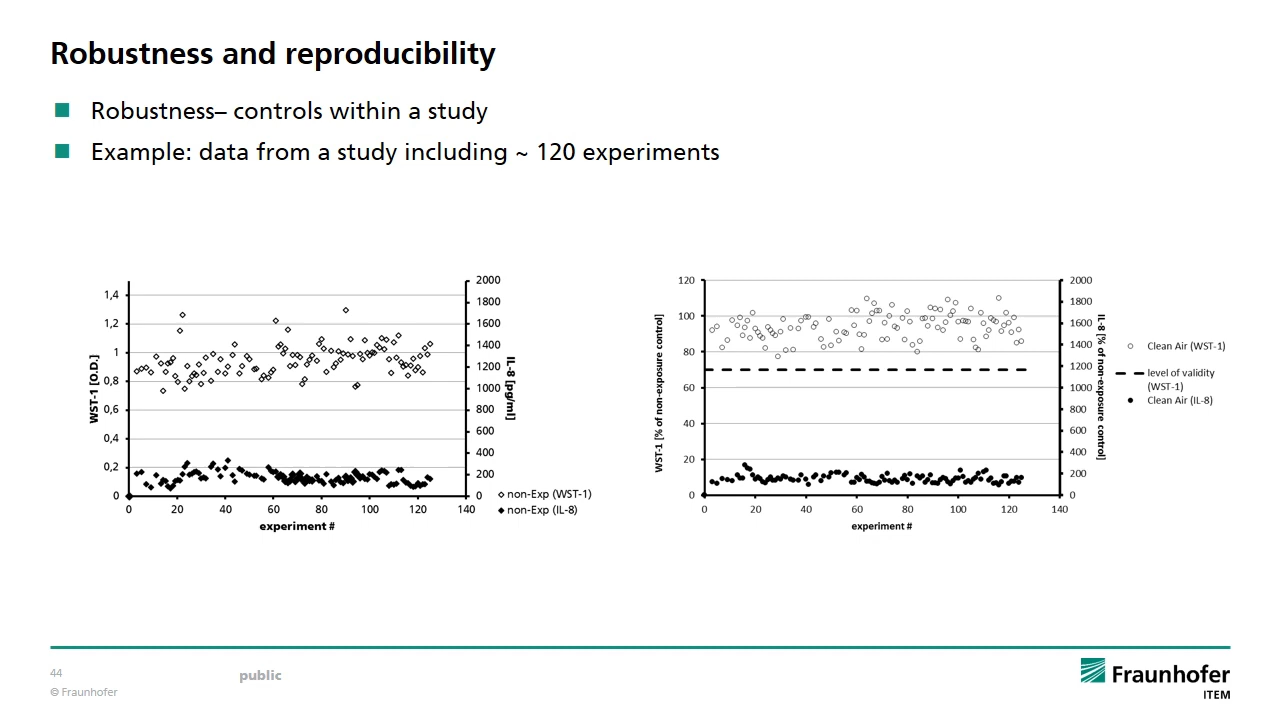 Robustness and reproducibility
Robustness– controls within a study
Example: data from a study including ~ 120 experiments
WST-1 [O.D.]
1,4
1,2
1
0,8
0,6
0,4
0,2
0
0 20 40 60 80 100 120 140
experiment #
2000
1800
1600
1400
1200
1000
800
600
400
200
0
IL-8 [pg/ml]
non-Exp (WST-1)
non-Exp (IL-8)
WST-1 [% of non-exposure control]
120
100
80
60
40
20
0
0 20 40 60 80 100 120 140
experiment #
2000
1800
1600
1400
1200
1000
800
600
400
200
0
IL-8 [% of non-exposure control]
Clean Air (WST-1)
level of validity
(WST-1)
Clean Air (IL-8)
44
public
© Fraunhofer
Fraunhofer
ITEM